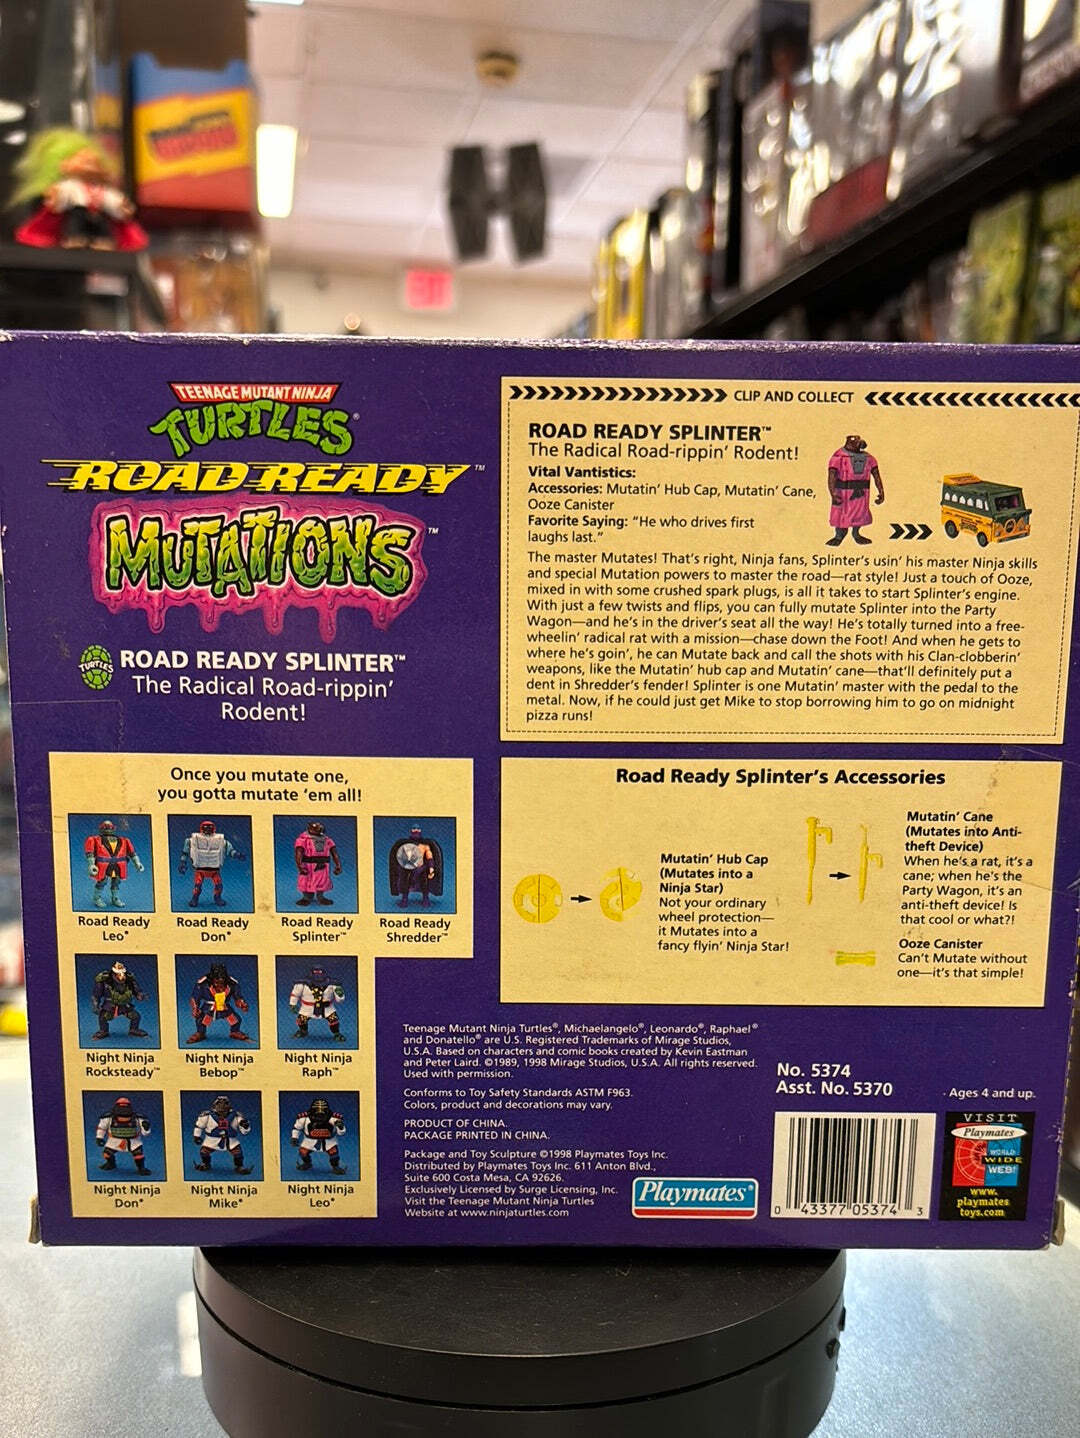 EXIT
TEENAGE MUTANT NINJA
TURTLES®
ROAD READY™
MUTATIONS™
TURTLES
ROAD READY SPLINTER™
The Radical Road-rippin'
Rodent!
CLIP AND COLLECT
ROAD READY SPLINTER™
The Radical Road-rippin' Rodent!
Vital Vantistics:
Accessories: Mutatin' Hub Cap, Mutatin' Cane,
Ooze Canister
Favorite Saying: "He who drives first
laughs last."
The master Mutates! That's right, Ninja fans, Splinter's usin' his master Ninja skills
and special Mutation powers to master the road—rat style! Just a touch of Ooze,
mixed in with some crushed spark plugs, is all it takes to start Splinter's engine.
With just a few twists and flips, you can fully mutate Splinter into the Party
Wagon—and he's in the driver's seat all the way! He's totally turned into a free-
wheelin' radical rat with a mission—chase down the Foot! And when he gets to
where he's goin', he can Mutate back and call the shots with his Clan-clobberin'
weapons, like the Mutatin' hub cap and Mutatin' cane—that'll definitely put a
dent in Shredder's fender! Splinter is one Mutatin' master with the pedal to the
metal. Now, if he could just get Mike to stop borrowing him to go on midnight
pizza runs!
Once you mutate one,
you gotta mutate 'em all!
Road Ready
Leo®
Road Ready
Don®
Road Ready
Splinter™
Road Ready
Shredder™
Night Ninja
Rocksteady™
Night Ninja
Bebop™
Night Ninja
Raph™
Night Ninja
Don®
Night Ninja
Mike®
Night Ninja
Leo®
Road Ready Splinter's Accessories
Mutatin' Hub Cap
(Mutates into a
Ninja Star)
Not your ordinary
wheel protection—
it Mutates into a
fancy flyin' Ninja Star!
Mutatin' Cane
(Mutates into Anti-
theft Device)
When he's a rat, it's a
cane; when he's the
Party Wagon, it's an
anti-theft device! Is
that cool or what?!
Ooze Canister
Can't Mutate without
one—it's that simple!
Teenage Mutant Ninja Turtles®, Michaelangelo®, Leonardo®, Raphael®
and Donatello® are U.S. Registered Trademarks of Mirage Studios,
U.S.A. Based on characters and comic books created by Kevin Eastman
and Peter Laird. ©1989, 1998 Mirage Studios, U.S.A. All rights reserved.
Used with permission.
Conforms to Toy Safety Standards ASTM F963.
Colors, product and decorations may vary.
PRODUCT OF CHINA.
PACKAGE PRINTED IN CHINA.
Package and Toy Sculpture ©1998 Playmates Toys Inc.
Distributed by Playmates Toys Inc. 611 Anton Blvd.,
Suite 600 Costa Mesa, CA 92626.
Exclusively Licensed by Surge Licensing, Inc.
Visit the Teenage Mutant Ninja Turtles
Website at www.ninjaturtles.com
Playmates®
No. 5374
Asst. No. 5370
Ages 4 and up.
0 43377 05374 3
VISIT
Playmates
WORLD
WIDE
WEB!
www.
playmates
toys.com